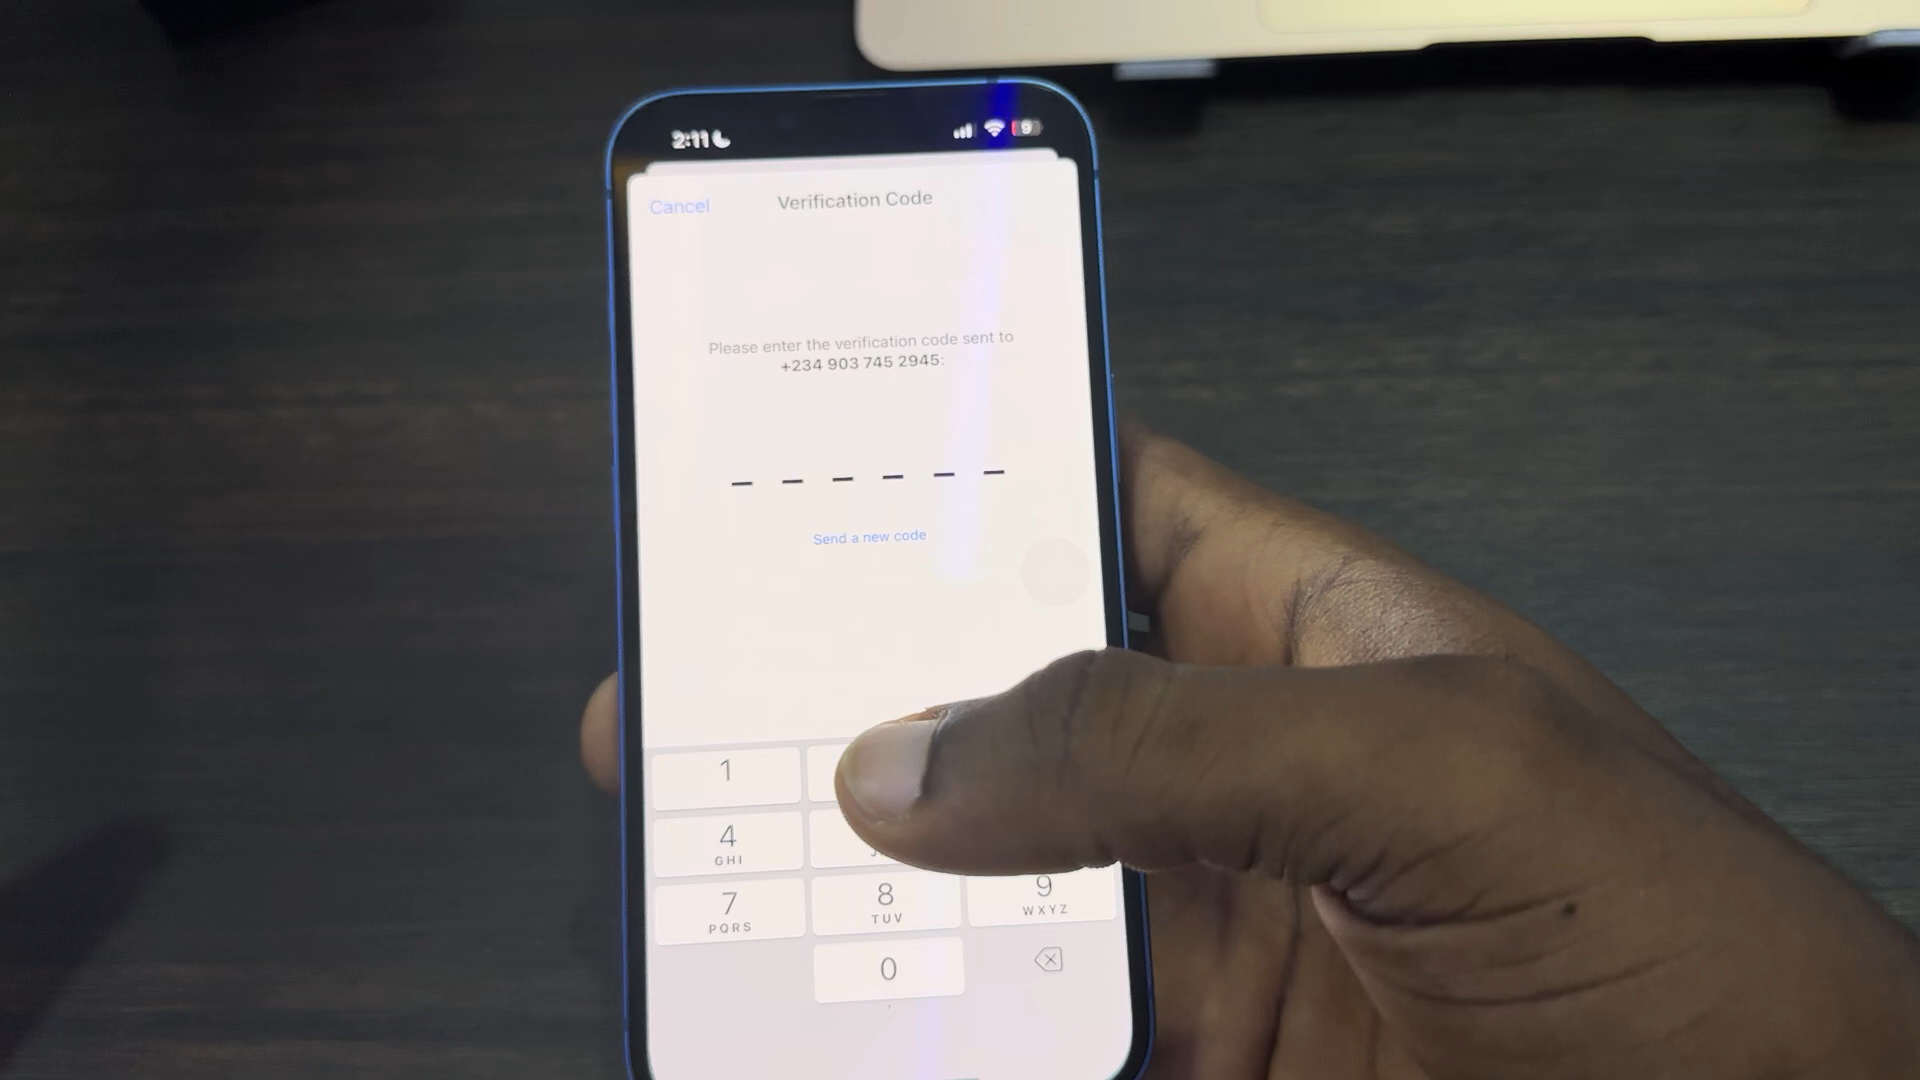 2:11
9
Cancel
Verification Code
Please enter the verification code sent to
+234 903 745 2945:
Send a new code
1
4
GHI
7
PQRS
8
TUV
9
WXYZ
0